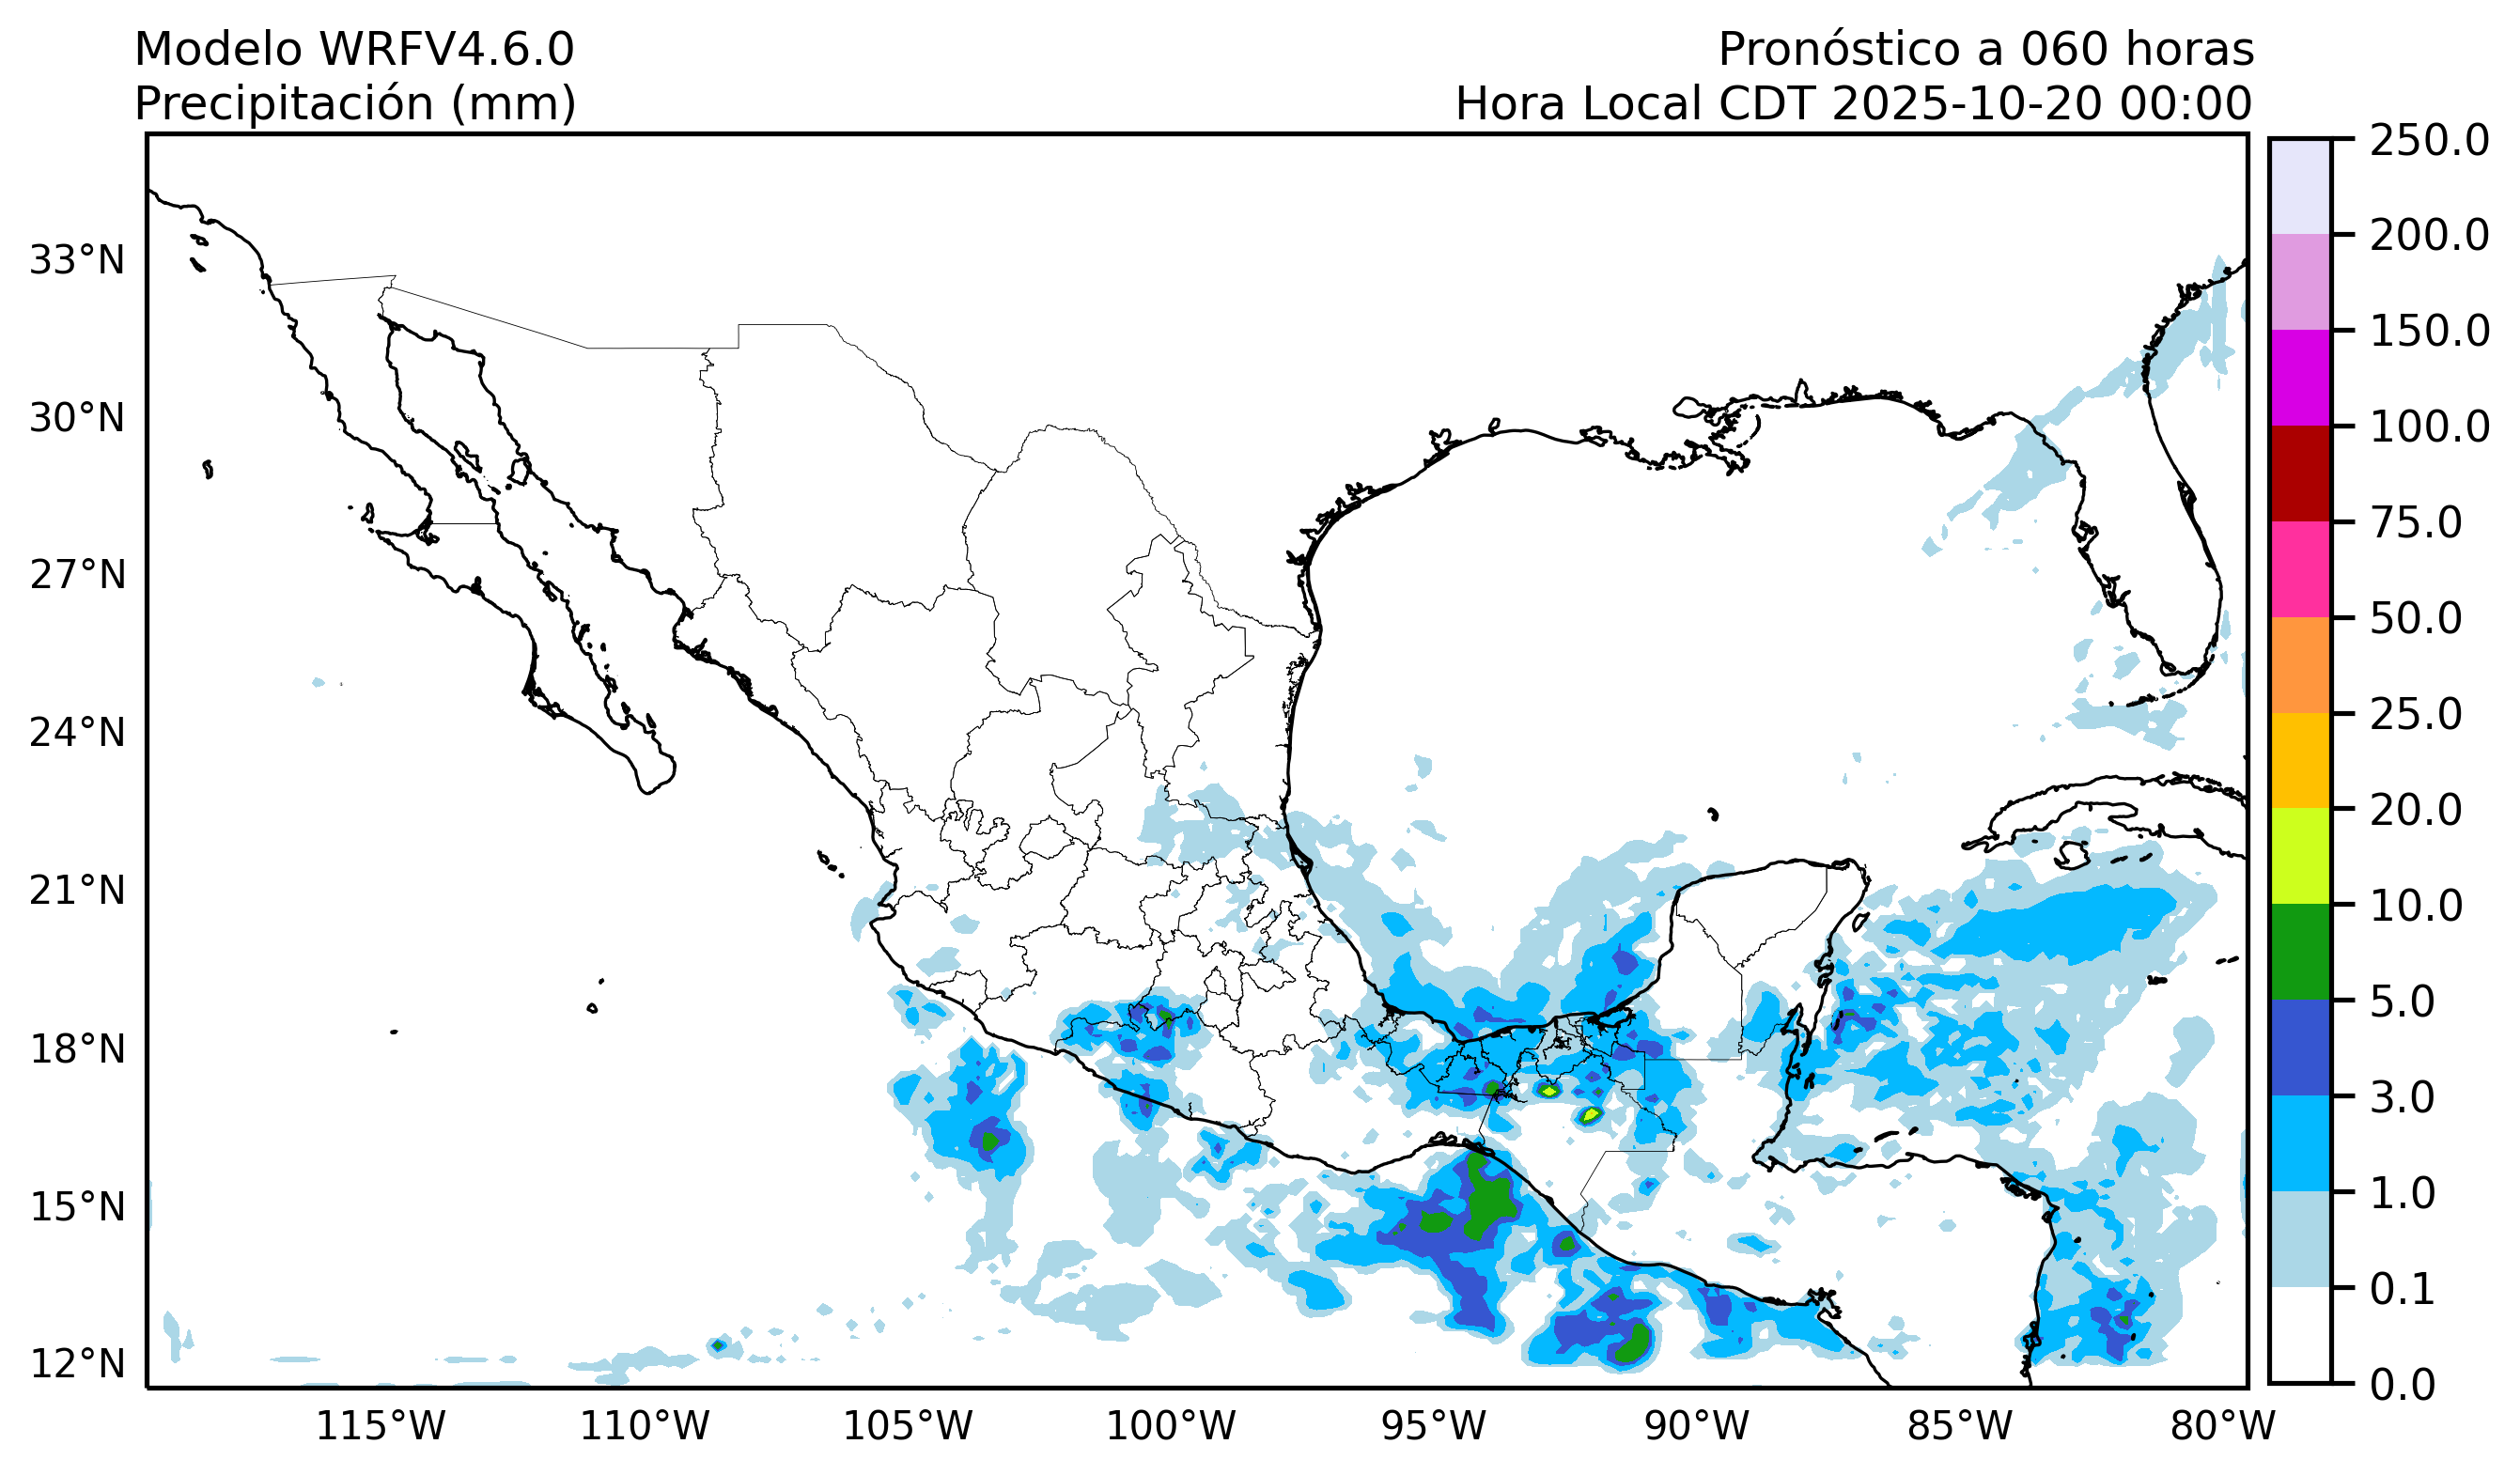 Modelo WRFV4.6.0
Precipitación (mm)
Pronóstico a 060 horas
Hora Local CDT 2025-10-20 00:00
33°N
30°N
27°N
24°N
21°N
18°N
15°N
12°N
115°W
110°W
105°W
100°W
95°W
90°W
85°W
80°W
250.0
200.0
150.0
100.0
75.0
50.0
25.0
20.0
10.0
5.0
3.0
1.0
0.1
0.0